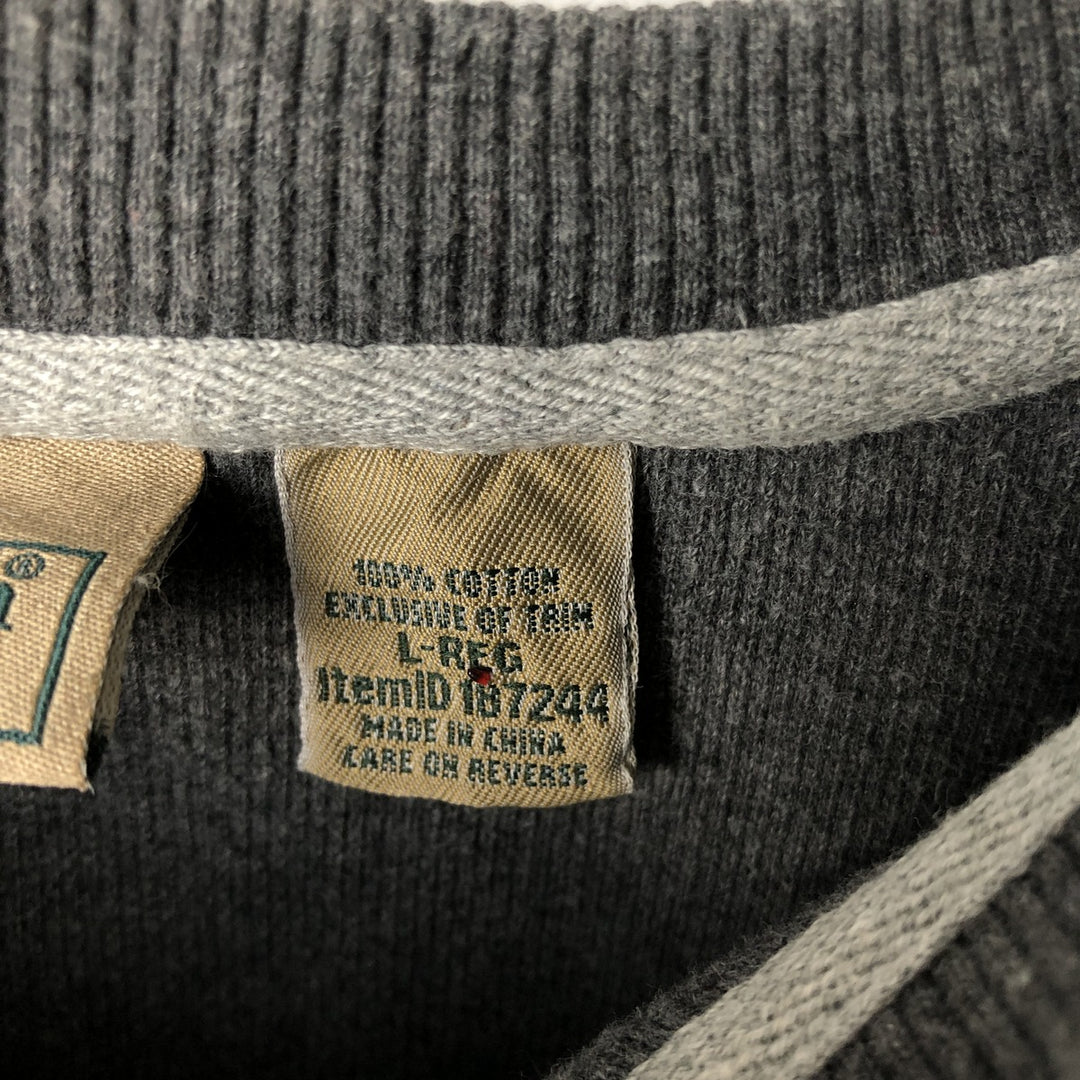 100% COTTON
EXCLUSIVE OF TRIM
L-REG
ItemID 187244
MADE IN CHINA
CARE ON REVERSE
®